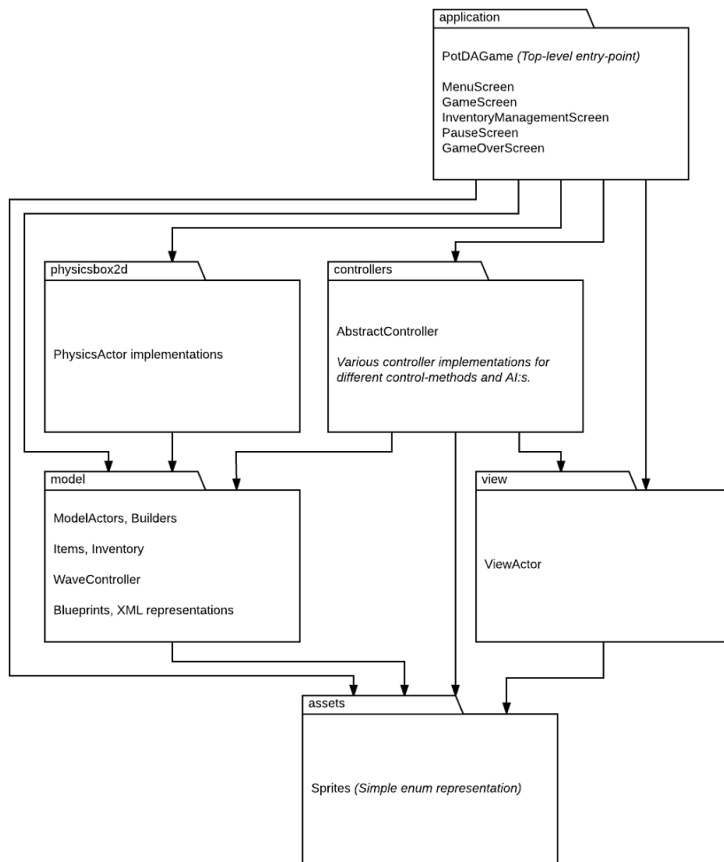 application
PotDAGame (Top-level entry-point)
MenuScreen
GameScreen
InventoryManagementScreen
PauseScreen
GameOverScreen
physicsbox2d
PhysicsActor implementations
controllers
AbstractController
Various controller implementations for
different control-methods and AI:s.
model
ModelActors, Builders
Items, Inventory
WaveController
Blueprints, XML representations
view
ViewActor
assets
Sprites (Simple enum representation)